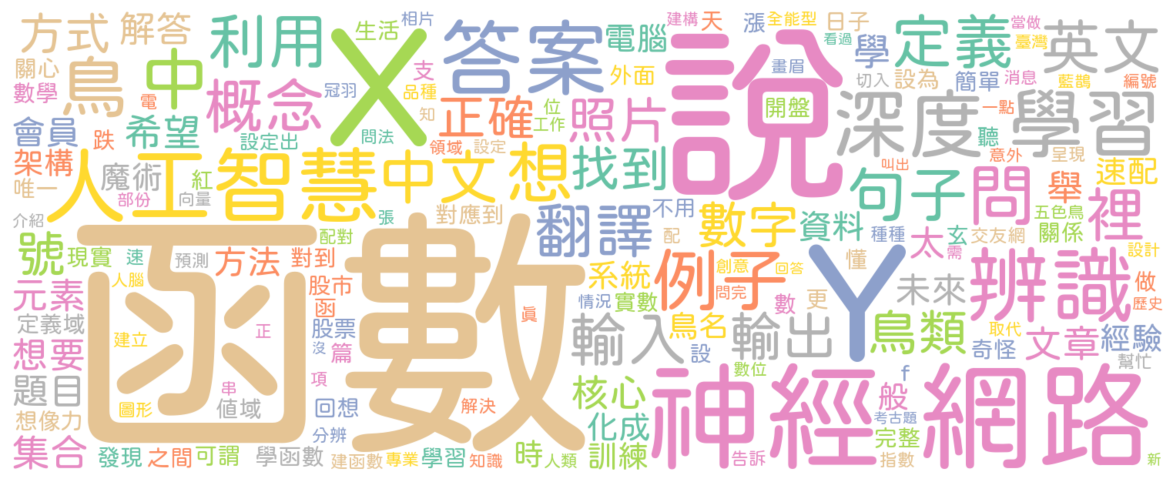 方式 解答 利用 X 生活 相片 答案 電腦 建構 天 漲 全能型 日子 當做
關心 鳥 中 冠羽 支 品種 外面 說 畫眉 看過 學 定義 臺灣 英文
數學 電 概念 問法 知 正確 位 工作 照片 開盤 切入 設為 簡單 消息 藍鵲 編號
會員 跌 希望 設定出 領域 設定 深度 學習 一點 聽
架構 唯一 魔術 紅 人工智慧 中文 想 找到 叫出 意外 呈現 速配
部份 向量 句子 問 舉 裡
介紹 張 對應到 翻譯 不用 數字 資料 種種 太 玄 五色鳥 交友網 關係
號 現實 速 配對 配 Y 需 設計
人腦 預測 方法 對到 系統 例子 創意 回答 懂 辨識 做
元素 股市 函 情況 實數 問完 數 更 未來 歷史
定義域 函數 股票 鳥名 輸入 輸出 鳥類 取代 文章 經驗
建立 正 真 沒 篇 設 奇怪 幫忙
想要 項 數位 f
題目 串 值域 核心 神經 網路 般
圖形 回想 解決 考古題
想像力 分辨 化成 完整
集合 發現 之間 可謂 學函數 建函數 專業 學習 知識 時 人類 訓練 告訴 指數 新